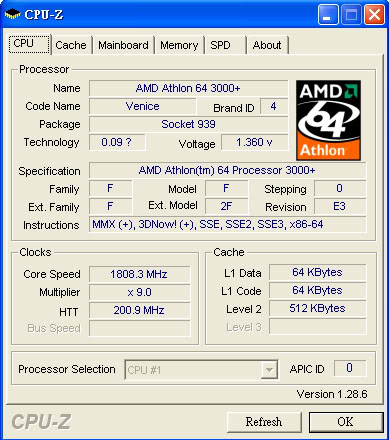 CPU-Z
CPU Cache Mainboard Memory SPD About
Processor
Name AMD Athlon 64 3000+
Code Name Venice Brand ID 4
Package Socket 939
Technology 0.09 ? Voltage 1.360 v
AMD
64
Athlon
Specification AMD Athlon(tm) 64 Processor 3000+
Family F Model F Stepping 0
Ext. Family F Ext. Model 2F Revision E3
Instructions MMX (+), 3DNow! (+), SSE, SSE2, SSE3, x86-64
Clocks
Core Speed 1808.3 MHz
Multiplier x 9.0
HTT 200.9 MHz
Bus Speed
Cache
L1 Data 64 KBytes
L1 Code 64 KBytes
Level 2 512 KBytes
Level 3
Processor Selection CPU #1 APIC ID 0
Version 1.28.6
CPU-Z Refresh OK